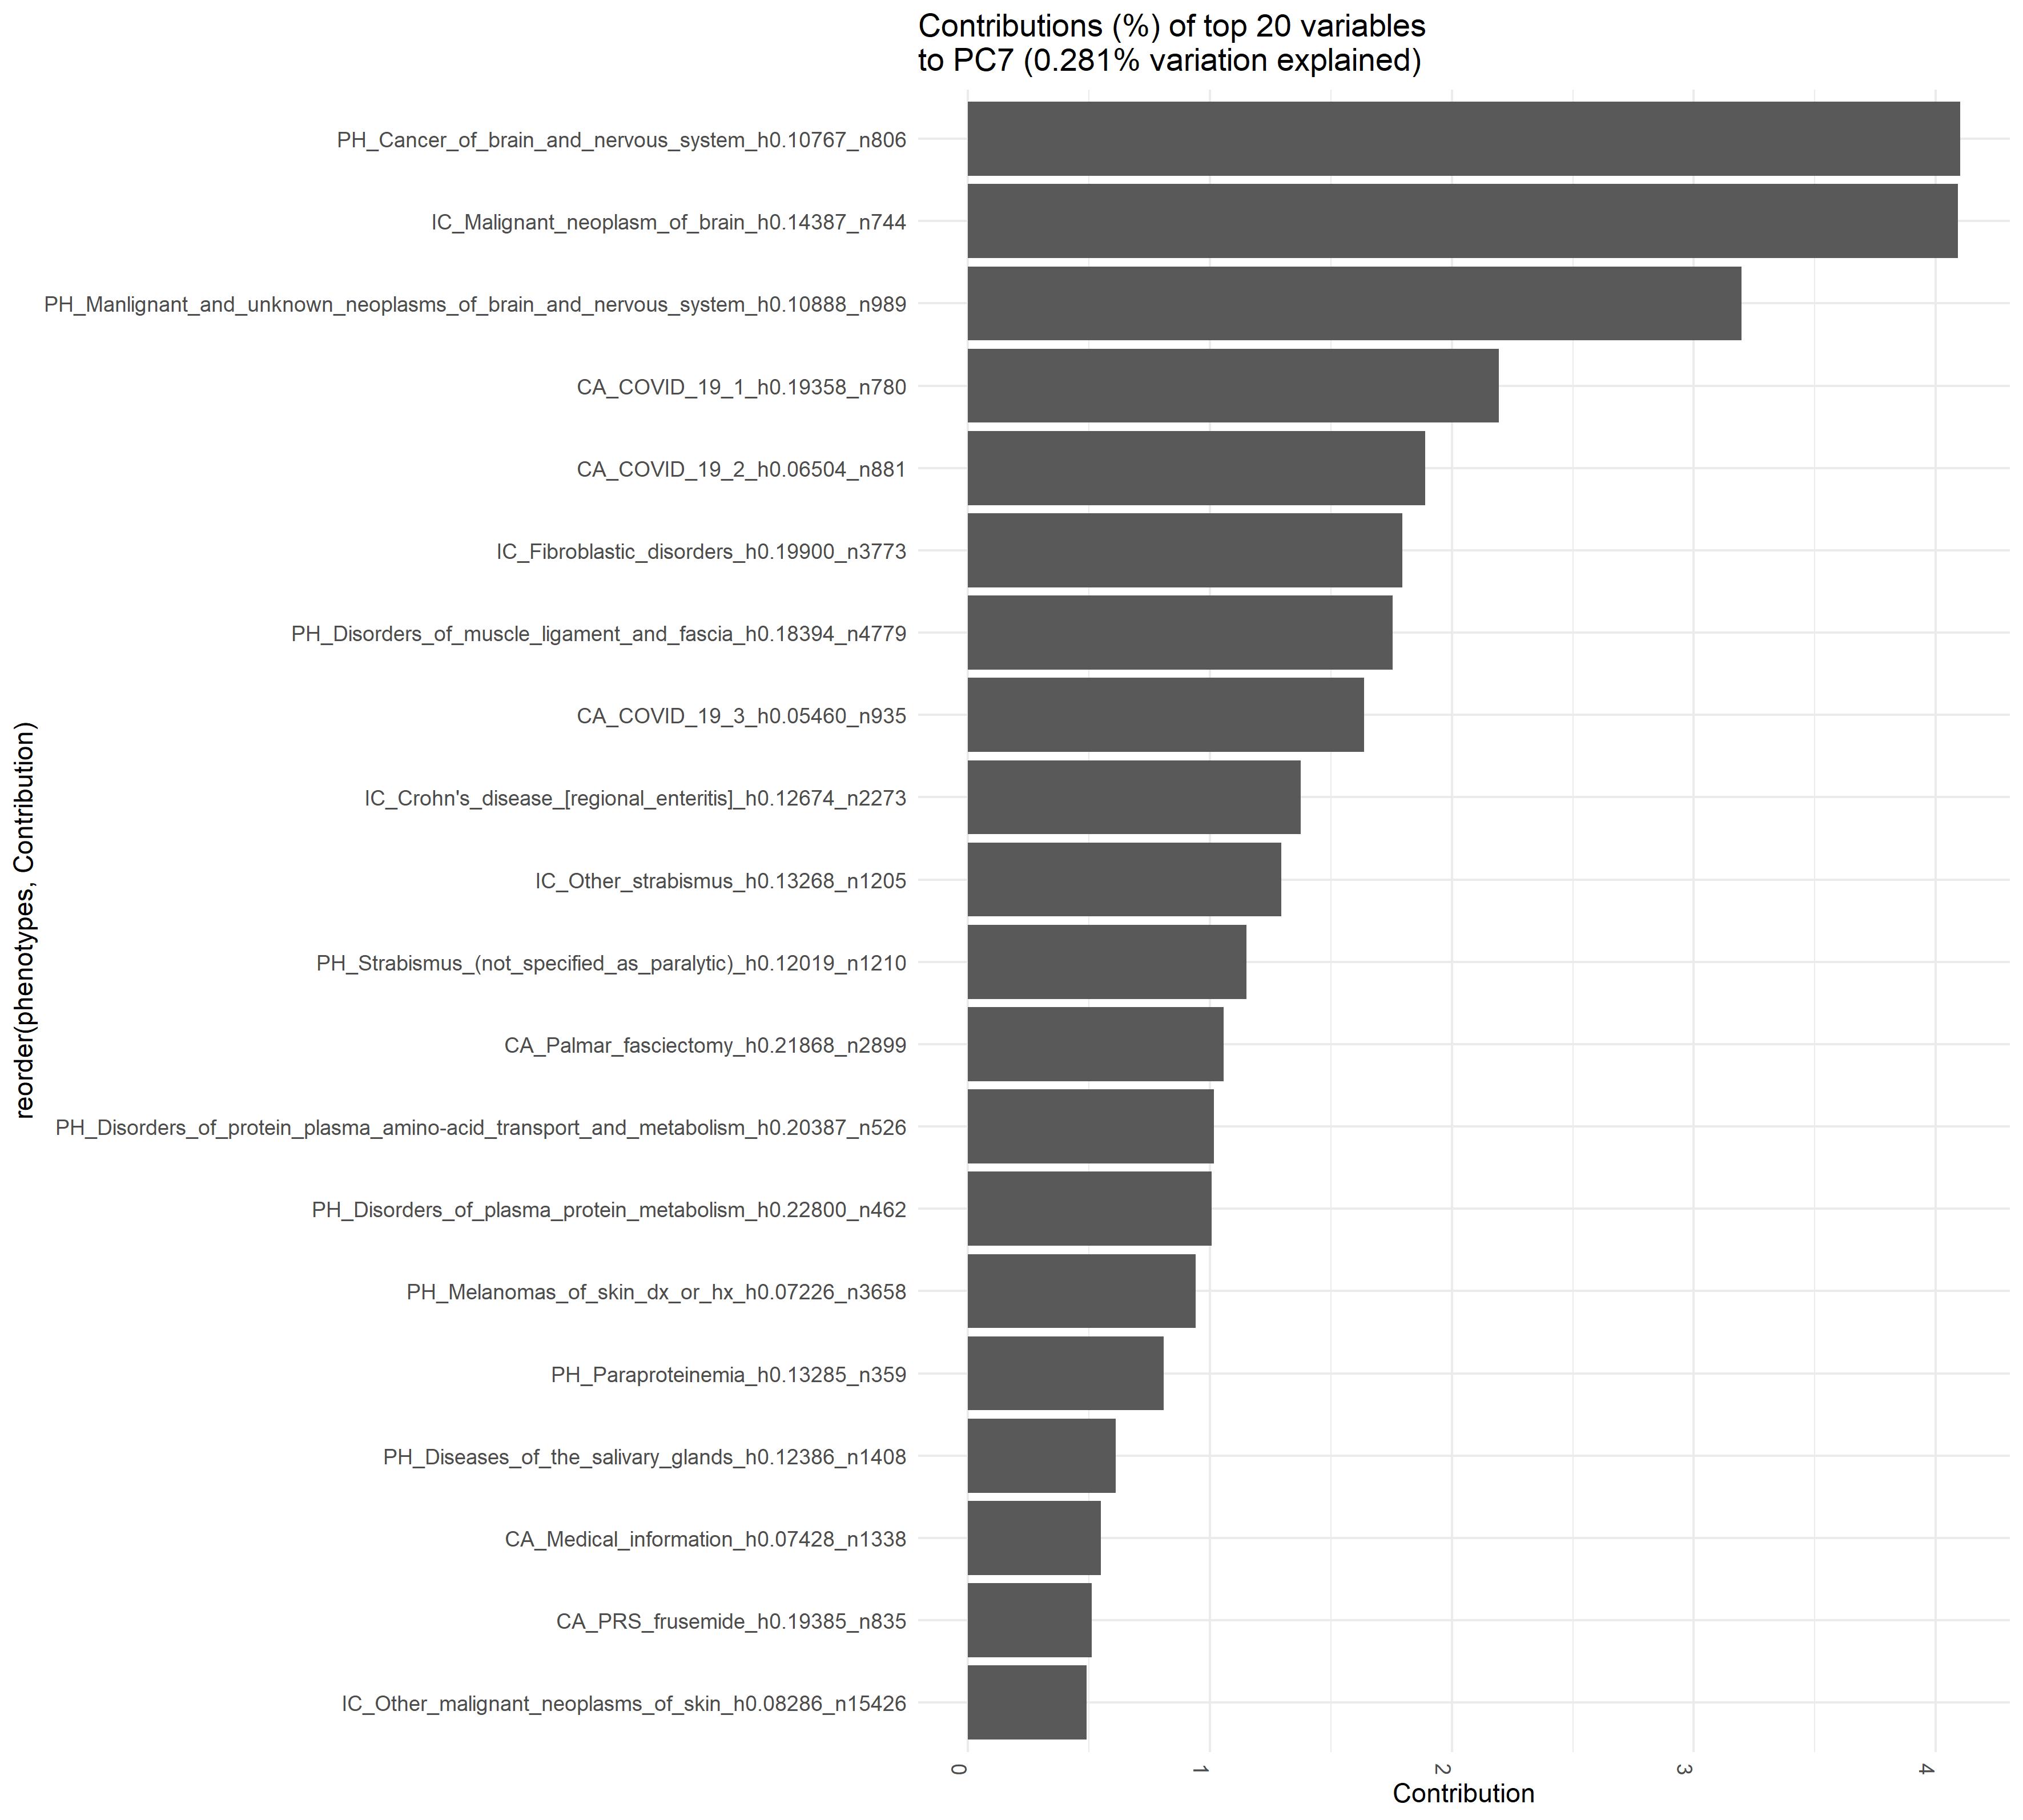 Contributions (%) of top 20 variables
to PC7 (0.281% variation explained)
PH_Cancer_of_brain_and_nervous_system_h0.10767_n806
IC_Malignant_neoplasm_of_brain_h0.14387_n744
PH_Manlignant_and_unknown_neoplasms_of_brain_and_nervous_system_h0.10888_n989
CA_COVID_19_1_h0.19358_n780
CA_COVID_19_2_h0.06504_n881
IC_Fibroblastic_disorders_h0.19900_n3773
PH_Disorders_of_muscle_ligament_and_fascia_h0.18394_n4779
CA_COVID_19_3_h0.05460_n935
IC_Crohn's_disease_[regional_enteritis]_h0.12674_n2273
IC_Other_strabismus_h0.13268_n1205
PH_Strabismus_(not_specified_as_paralytic)_h0.12019_n1210
CA_Palmar_fasciectomy_h0.21868_n2899
PH_Disorders_of_protein_plasma_amino-acid_transport_and_metabolism_h0.20387_n526
PH_Disorders_of_plasma_protein_metabolism_h0.22800_n462
PH_Melanomas_of_skin_dx_or_hx_h0.07226_n3658
PH_Paraproteinemia_h0.13285_n359
PH_Diseases_of_the_salivary_glands_h0.12386_n1408
CA_Medical_information_h0.07428_n1338
CA_PRS_frusemide_h0.19385_n835
IC_Other_malignant_neoplasms_of_skin_h0.08286_n15426
reorder(phenotypes, Contribution)
0 1 2 3 4
Contribution